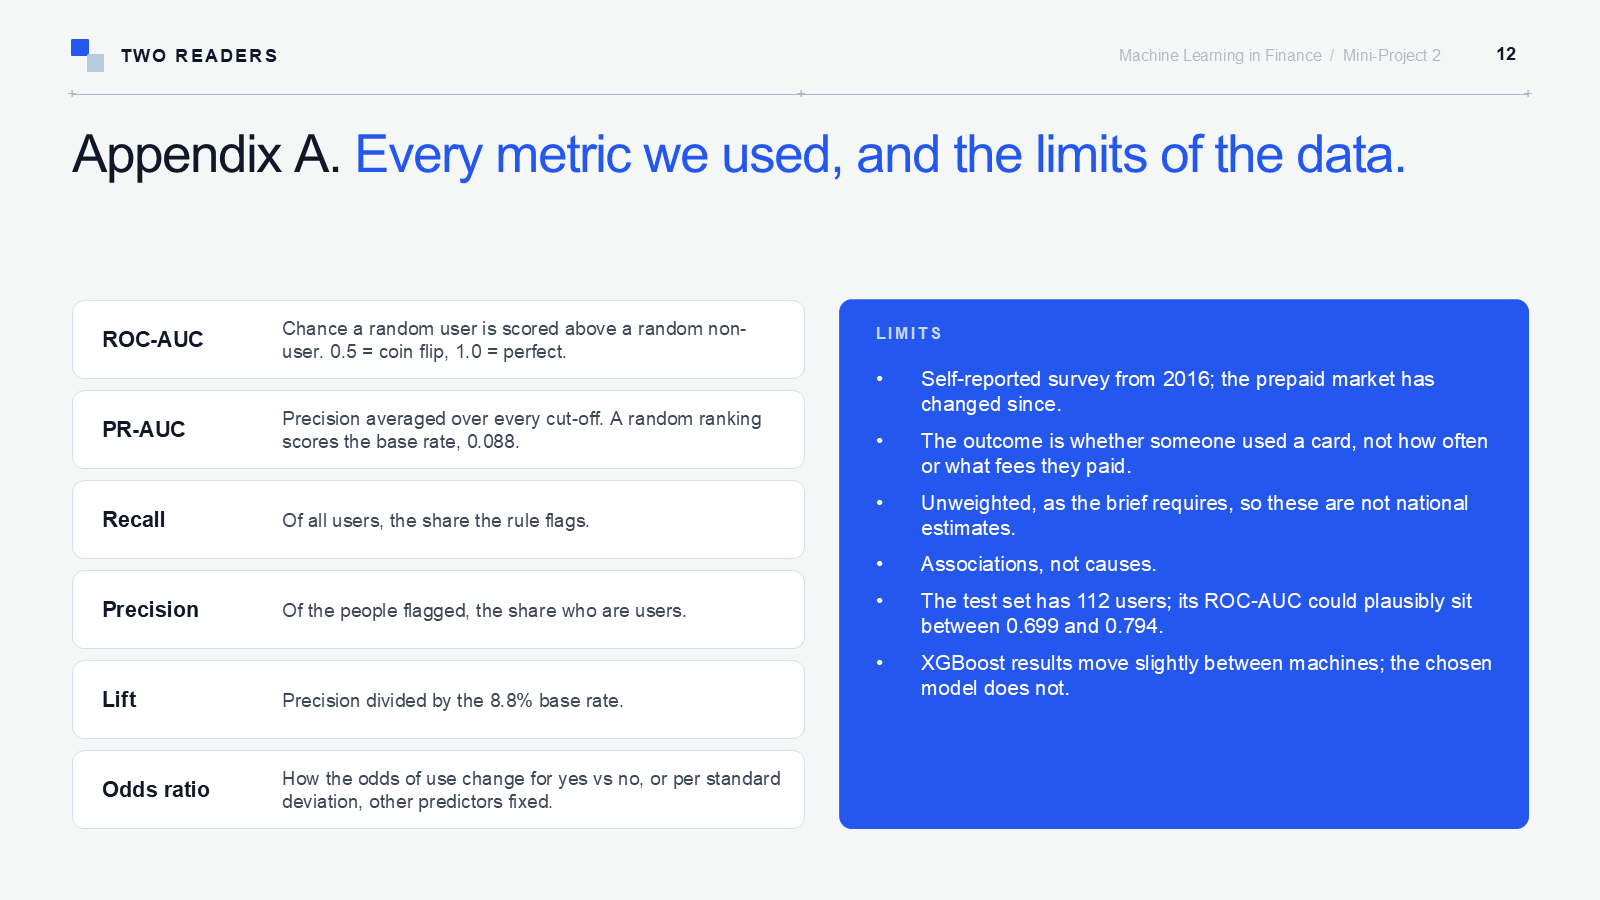 TWO READERS
Machine Learning in Finance / Mini-Project 2
12
Appendix A. Every metric we used, and the limits of the data.
ROC-AUC
Chance a random user is scored above a random non-
user. 0.5 = coin flip, 1.0 = perfect.
PR-AUC
Precision averaged over every cut-off. A random ranking
scores the base rate, 0.088.
Recall
Of all users, the share the rule flags.
Precision
Of the people flagged, the share who are users.
Lift
Precision divided by the 8.8% base rate.
Odds ratio
How the odds of use change for yes vs no, or per standard
deviation, other predictors fixed.
LIMITS
• Self-reported survey from 2016; the prepaid market has
changed since.
• The outcome is whether someone used a card, not how often
or what fees they paid.
• Unweighted, as the brief requires, so these are not national
estimates.
• Associations, not causes.
• The test set has 112 users; its ROC-AUC could plausibly sit
between 0.699 and 0.794.
• XGBoost results move slightly between machines; the chosen
model does not.